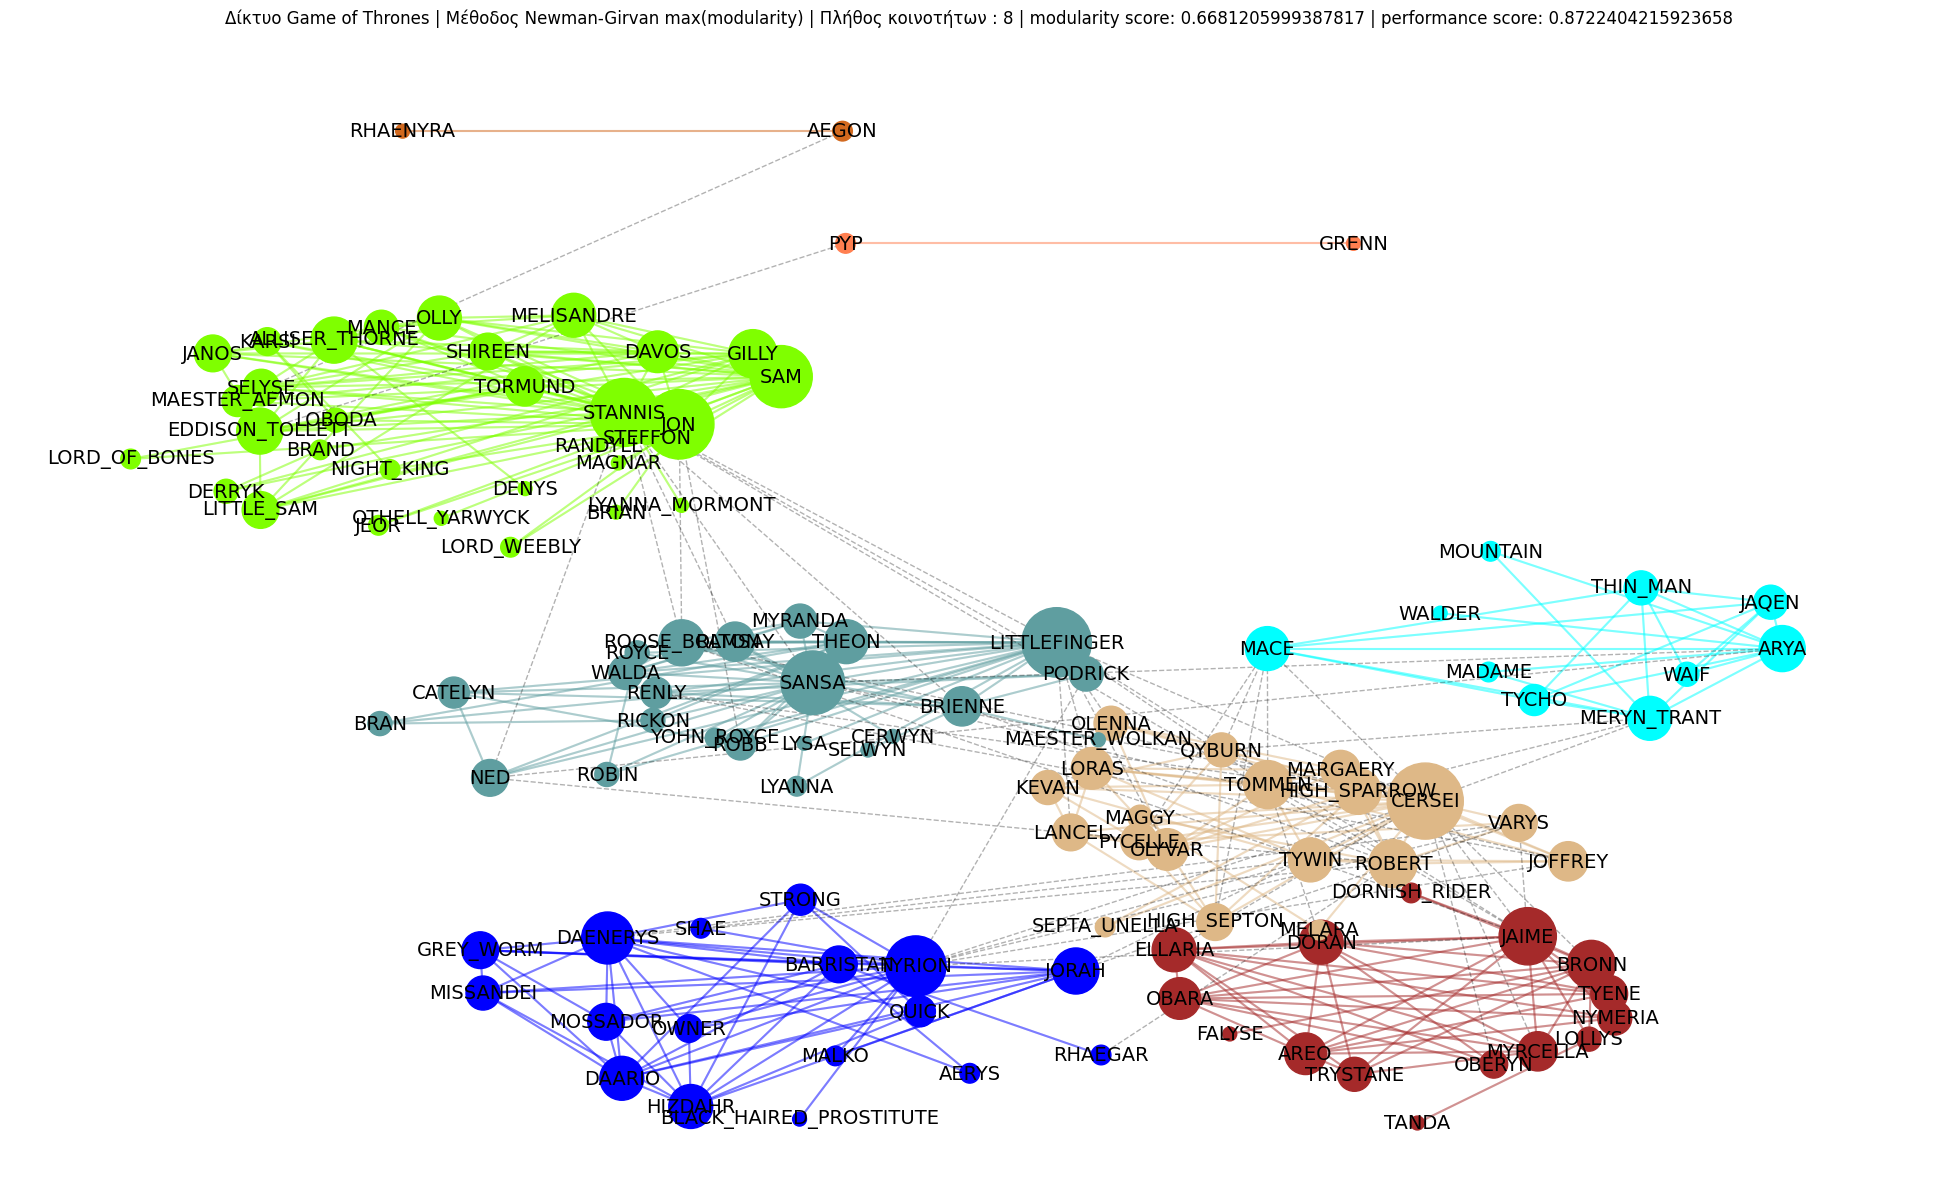 Δίκτυο Game of Thrones | Μέθοδος Newman-Girvan max(modularity) | Πλήθος κοινοτήτων : 8 | modularity score: 0.6681205999387817 | performance score: 0.8722404215923658
RHAENYRA
AEGON
PYP
GRENN
OLLY
MELISANDRE
MANCE
ALLISER_THORNE
KARSI
JANOS
SHIREEN
DAVOS
GILLY
SAM
SELYSE
TORMUND
MAESTER_AEMON
STANNIS
LOBODA
JON
EDDISON_TOLLETT
STEFFON
RANDYLL
BRAND
LORD_OF_BONES
MAGNAR
NIGHT_KING
DENYS
DERRYK
LITTLE_SAM
LYANNA_MORMONT
BRIAN
OTHELL_YARWYCK
JEOR
LORD_WEEBLY
MOUNTAIN
THIN_MAN
JAQEN
WALDER
MYRANDA
ROOSE_BOLTON
RAMSAY
THEON
LITTLEFINGER
MACE
ARYA
ROYCE
WALDA
PODRICK
MADAME
WAIF
SANSA
CATELYN
RENLY
TYCHO
BRIENNE
MERYN_TRANT
BRAN
RICKON
OLENNA
YOHN_ROYCE
ROBB
LYSA
CERWYN
SELWYN
MAESTER_WOLKAN
QYBURN
LORAS
MARGAERY
NED
ROBIN
LYANNA
KEVAN
TOMMEN
HIGH_SPARROW
CERSEI
MAGGY
VARYS
LANCEL
PYCELLE
OLYVAR
TYWIN
ROBERT
JOFFREY
DORNISH_RIDER
STRONG
SHAE
SEPTA_UNELLA
HIGH_SEPTON
MELARA
DORAN
DAENERYS
JAIME
GREY_WORM
ELLARIA
BARRISTAN
TYRION
JORAH
BRONN
MISSANDEI
OBARA
TYENE
QUICK
MOSSADOR
OWNER
NYMERIA
FALYSE
LOLLYS
MALKO
RHAEGAR
AREO
MYRCELLA
OBERYN
AERYS
TRYSTANE
DAARIO
HIZDAHR
BLACK_HAIRED_PROSTITUTE
TANDA